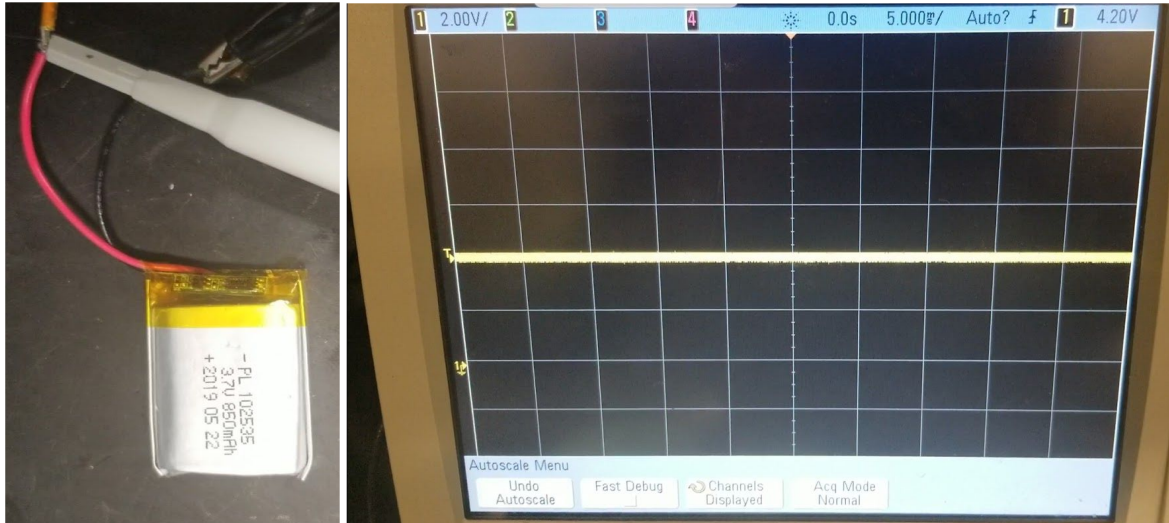 - PL 102535
3.7V 850mAh
+ 2019 05 22
1 2.00V/ 2 3 4 0.0s 5.000ms/ Auto? 1 4.20V
T
1
Autoscale Menu
Undo Autoscale
Fast Debug
Channels Displayed
Acq Mode Normal